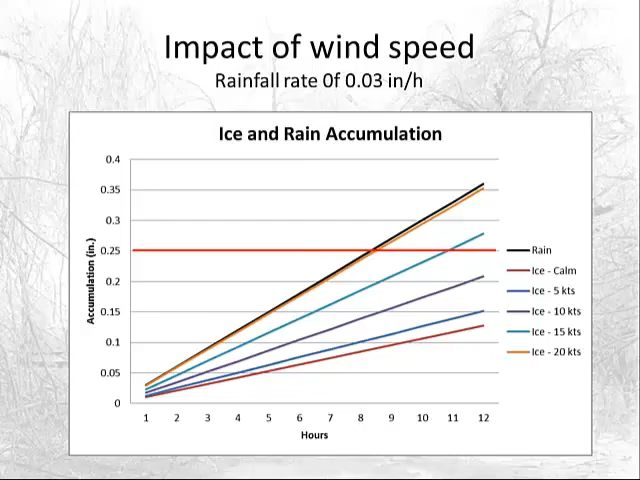 Impact of wind speed
Rainfall rate 0f 0.03 in/h
Ice and Rain Accumulation
0.4
0.35
0.3
0.25
0.2
0.15
0.1
0.05
0
Accumulation (in.)
1 2 3 4 5 6 7 8 9 10 11 12
Hours
Rain
Ice - Calm
Ice - 5 kts
Ice - 10 kts
Ice - 15 kts
Ice - 20 kts